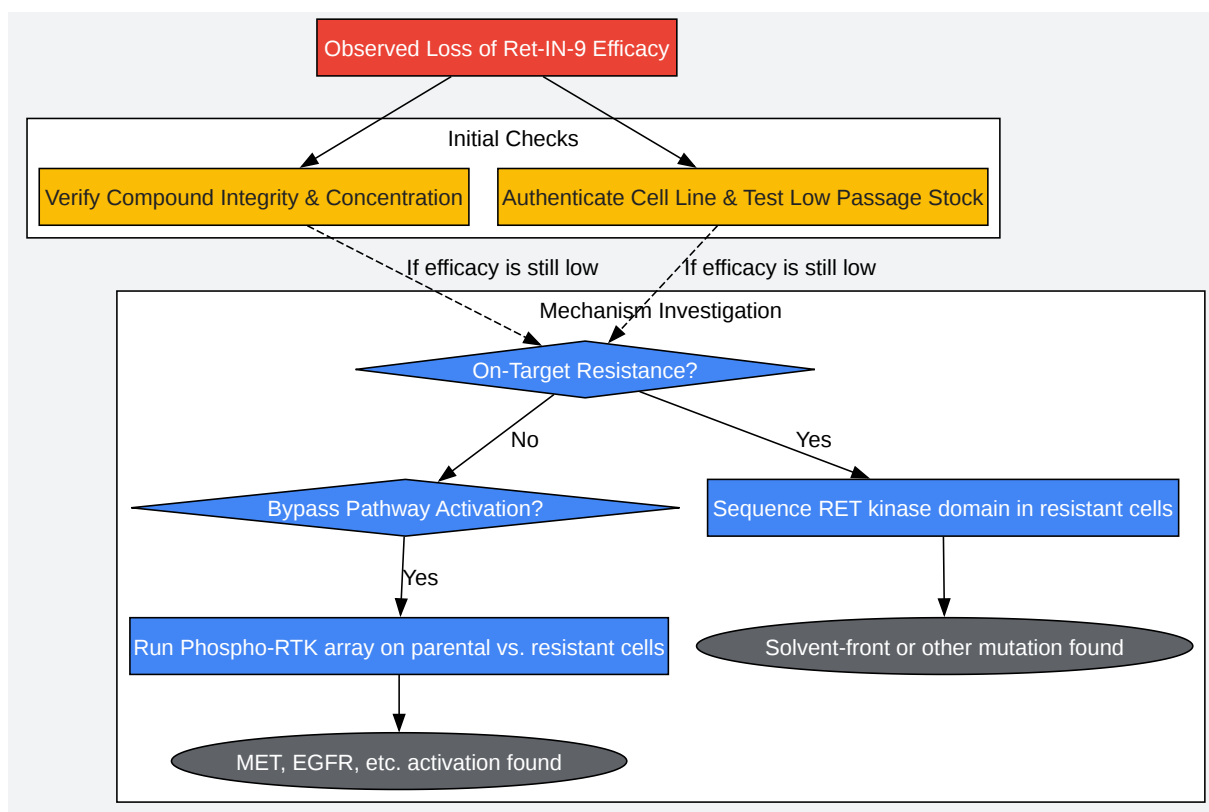 Observed Loss of Ret-IN-9 Efficacy
Initial Checks
Verify Compound Integrity & Concentration
Authenticate Cell Line & Test Low Passage Stock
If efficacy is still low
If efficacy is still low
Mechanism Investigation
On-Target Resistance?
No
Yes
Bypass Pathway Activation?
Sequence RET kinase domain in resistant cells
Yes
Run Phospho-RTK array on parental vs. resistant cells
Solvent-front or other mutation found
MET, EGFR, etc. activation found